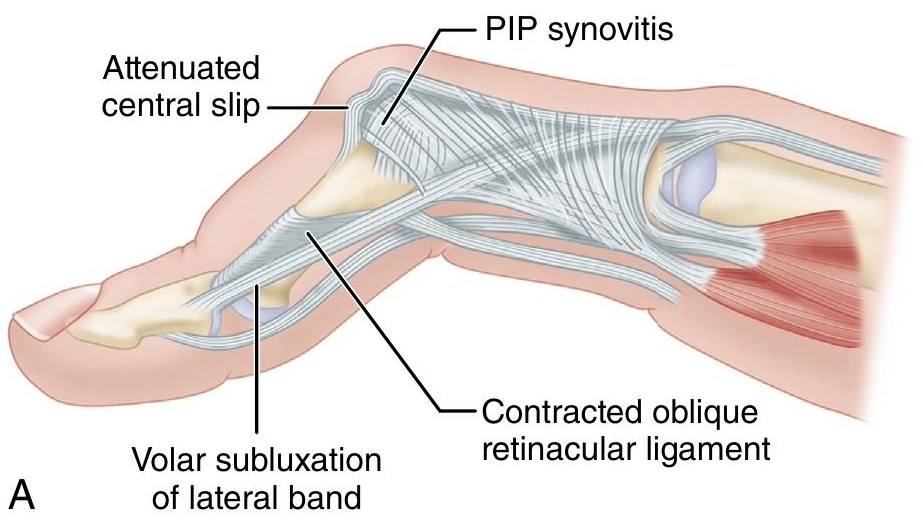 PIP synovitis
Attenuated
central slip
Contracted oblique
retinacular ligament
Volar subluxation
of lateral band
A